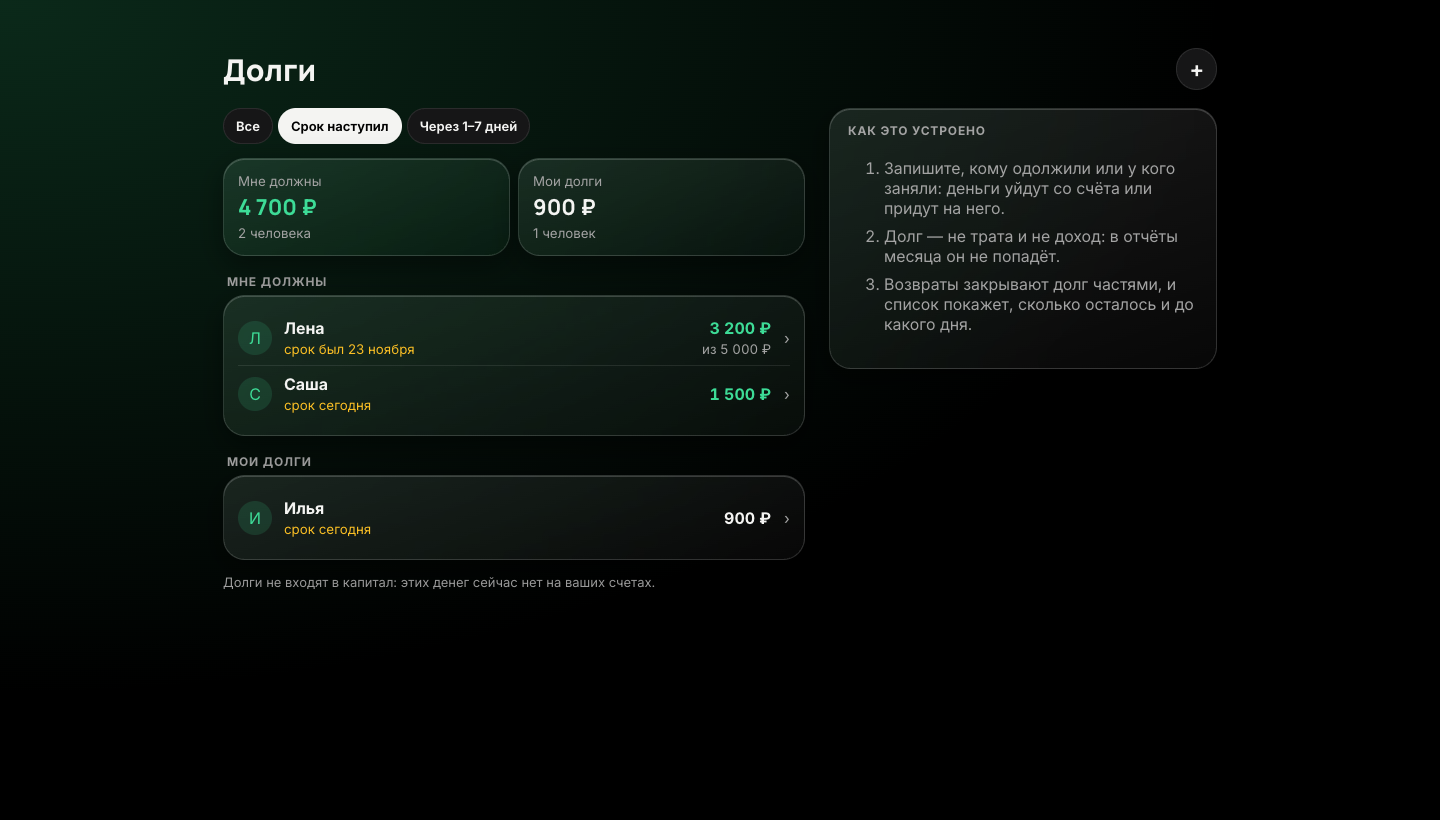 Долги
+
Все
Срок наступил
Через 1–7 дней
Мне должны
4 700 ₽
2 человека
Мои долги
900 ₽
1 человек
МНЕ ДОЛЖНЫ
Л
Лена
срок был 23 ноября
3 200 ₽
из 5 000 ₽
›
С
Саша
срок сегодня
1 500 ₽
›
МОИ ДОЛГИ
И
Илья
срок сегодня
900 ₽
›
Долги не входят в капитал: этих денег сейчас нет на ваших счетах.
КАК ЭТО УСТРОЕНО
1. Запишите, кому одолжили или у кого
заняли: деньги уйдут со счёта или
придут на него.
2. Долг — не трата и не доход: в отчёты
месяца он не попадёт.
3. Возвраты закрывают долг частями, и
список покажет, сколько осталось и до
какого дня.